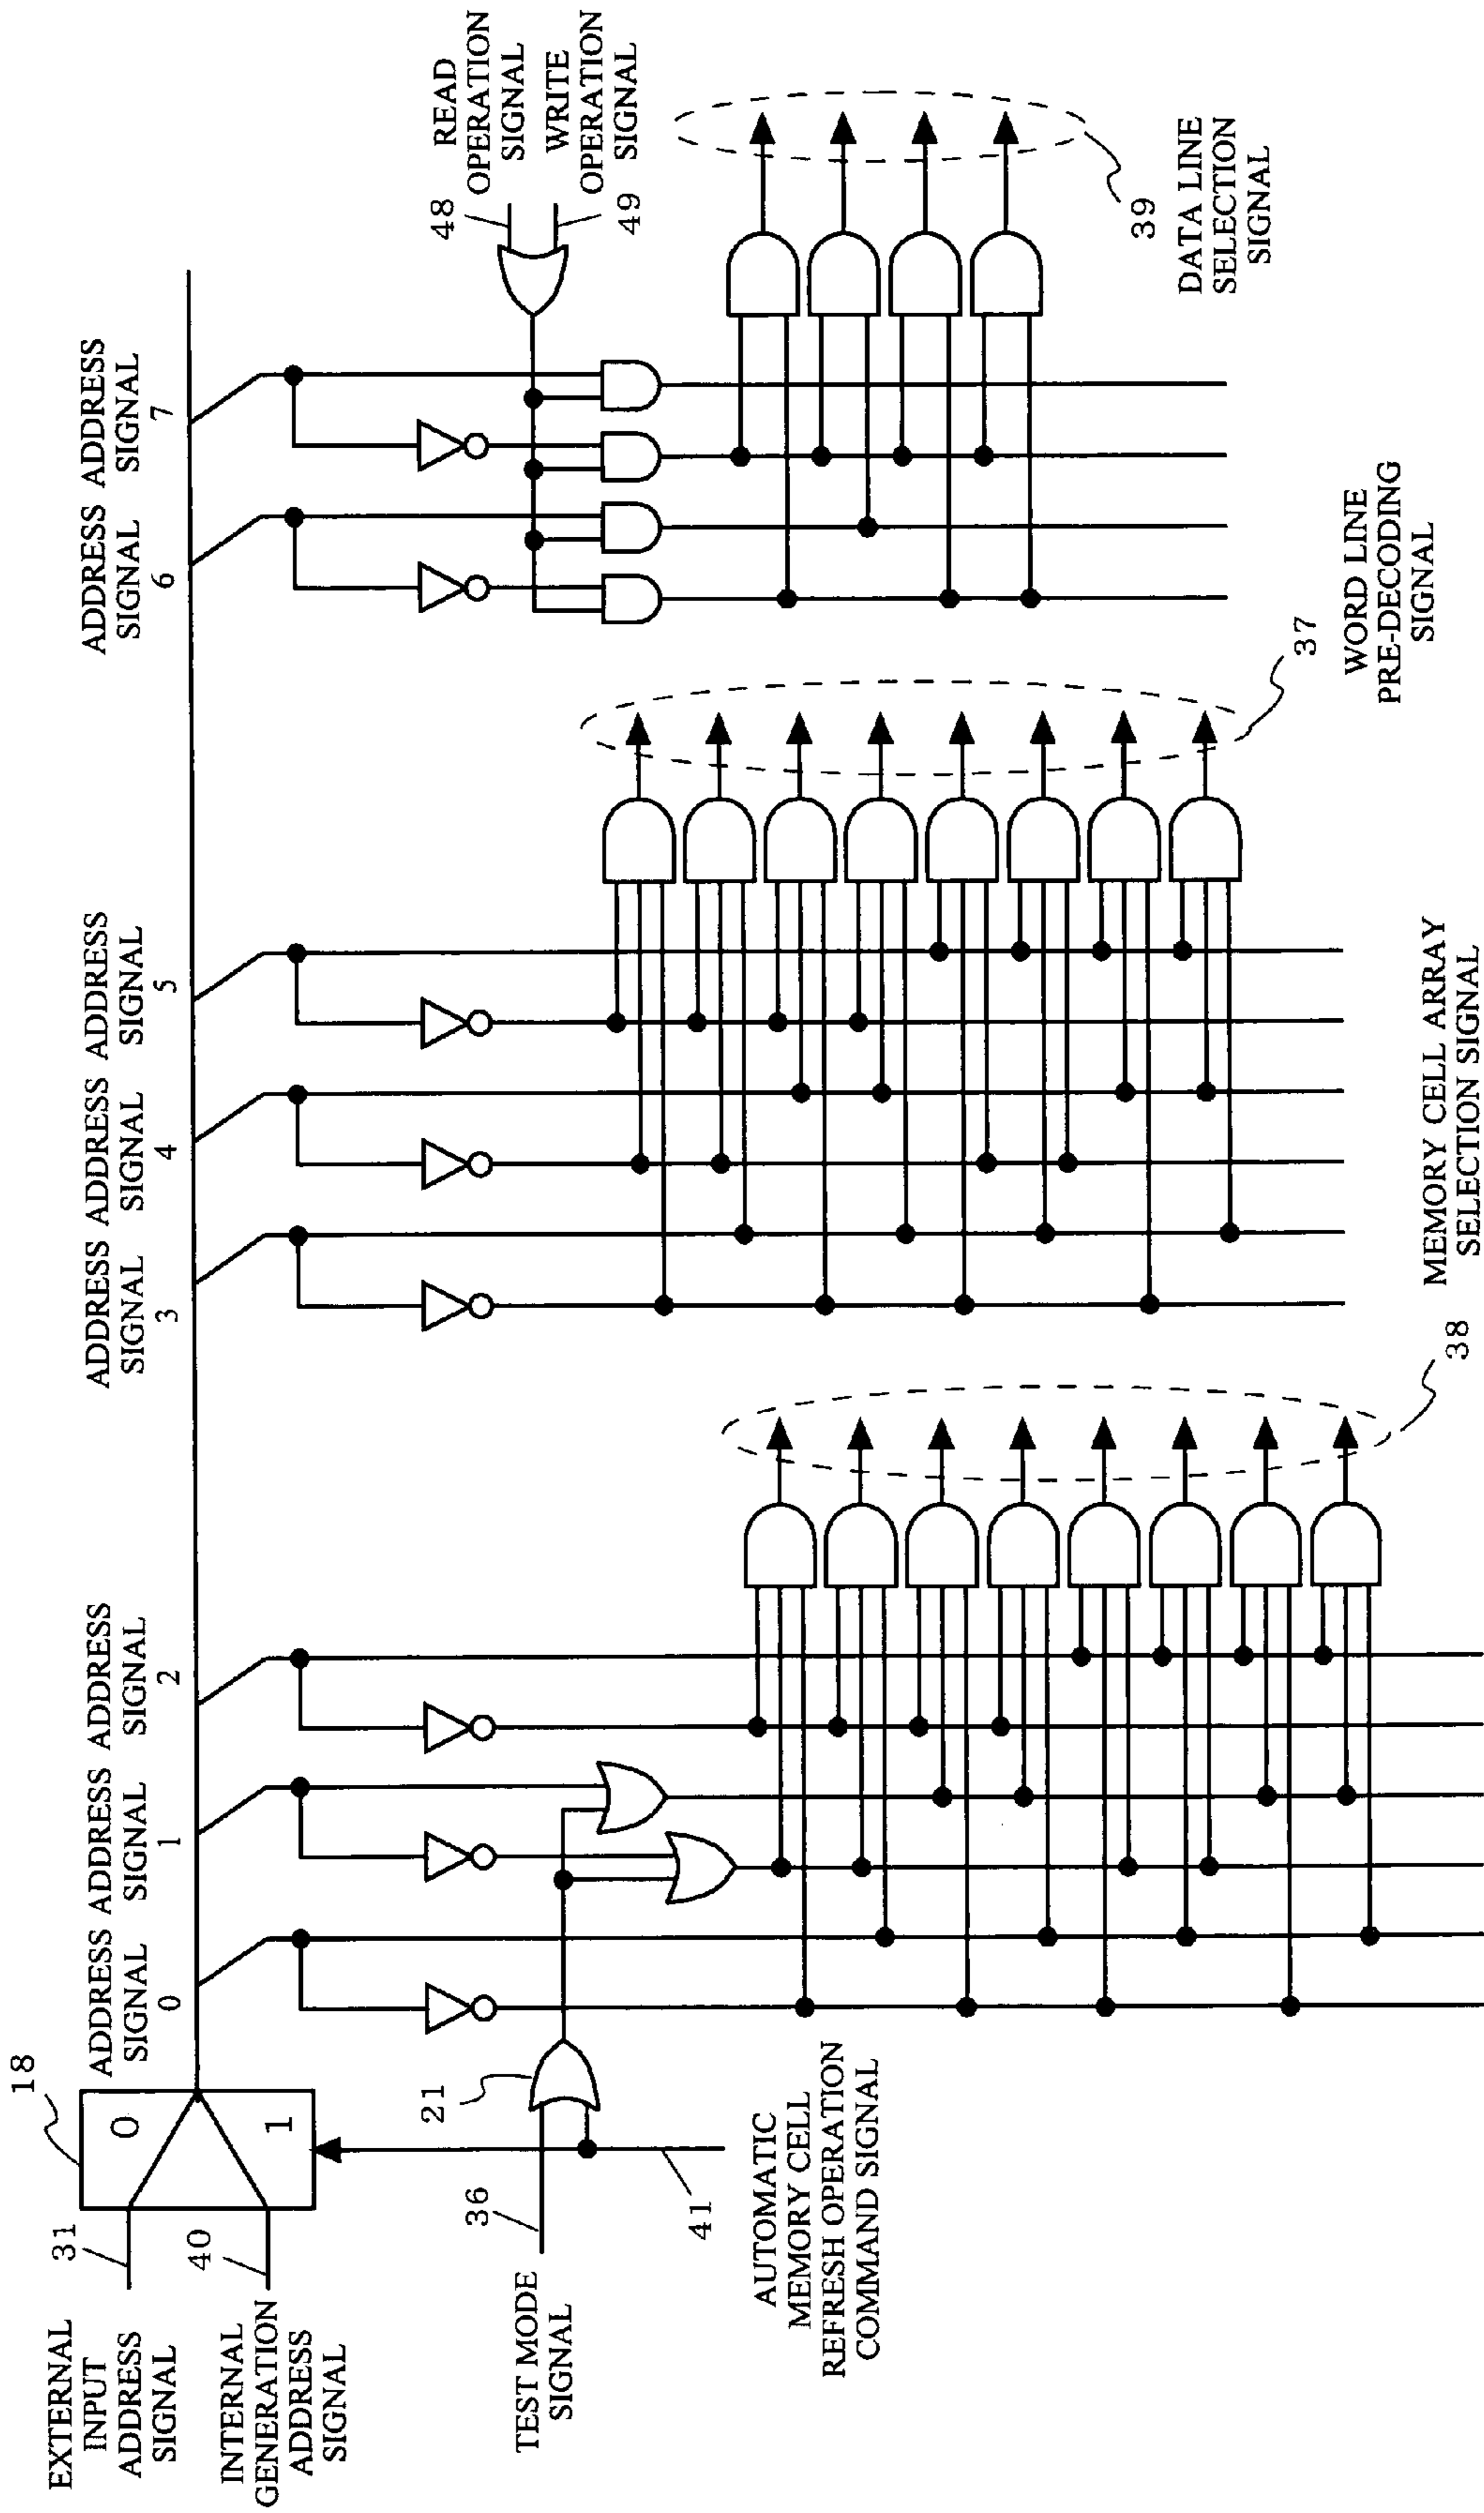 EXTERNAL
INPUT
ADDRESS
SIGNAL
31
INTERNAL
GENERATION
ADDRESS
SIGNAL
40
18
0
1
TEST MODE
SIGNAL
36
21
41
AUTOMATIC
MEMORY CELL
REFRESH OPERATION
COMMAND SIGNAL
ADDRESS
SIGNAL
0
ADDRESS
SIGNAL
1
ADDRESS
SIGNAL
2
ADDRESS
SIGNAL
3
ADDRESS
SIGNAL
4
ADDRESS
SIGNAL
5
ADDRESS
SIGNAL
6
ADDRESS
SIGNAL
7
48
READ
OPERATION
SIGNAL
WRITE
OPERATION
SIGNAL
49
38
MEMORY CELL ARRAY
SELECTION SIGNAL
37
WORD LINE
PRE-DECODING
SIGNAL
39
DATA LINE
SELECTION
SIGNAL